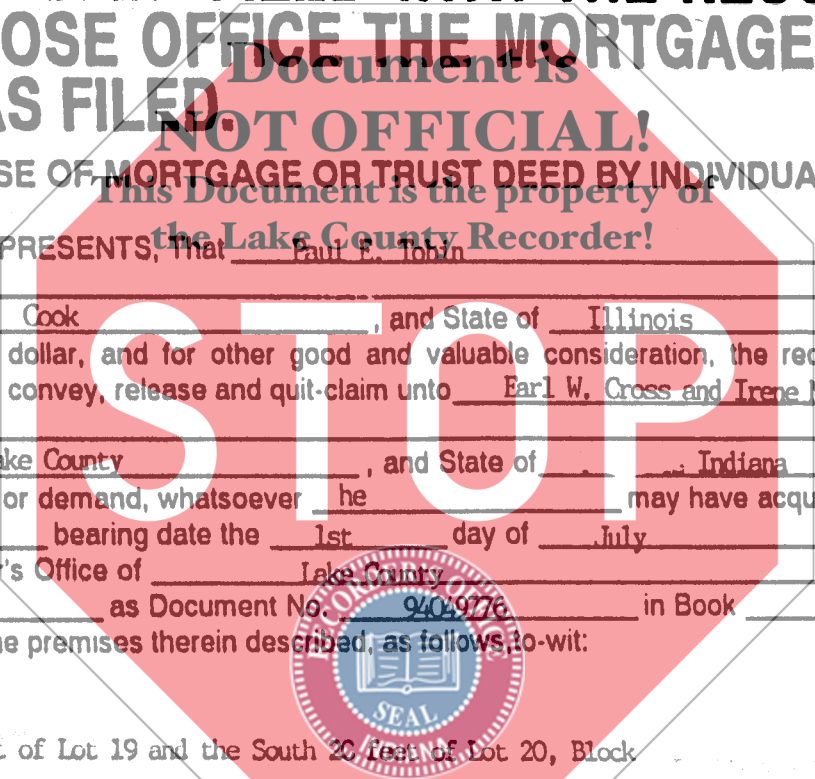 OSE OFFICE THE MORTGAGE
AS FILED.
Document is
NOT OFFICIAL!
This Document is the property of
the Lake County Recorder!
STOP
SE OF MORTGAGE OR TRUST DEED BY INDIVIDUA
PRESENTS, That Paul E. Tobin
Cook , and State of Illinois
dollar, and for other good and valuable consideration, the rec
convey, release and quit-claim unto Earl W. Cross and Irene
ke County , and State of Indiana
or demand, whatsoever he may have acqu
bearing date the 1st day of July
's Office of Lake County
as Document No. 94049776 in Book
e premises therein described, as follows, to-wit:
RECORDER'S OFFICE
SEAL
INDIANA
of Lot 19 and the South 20 feet of Lot 20, Block